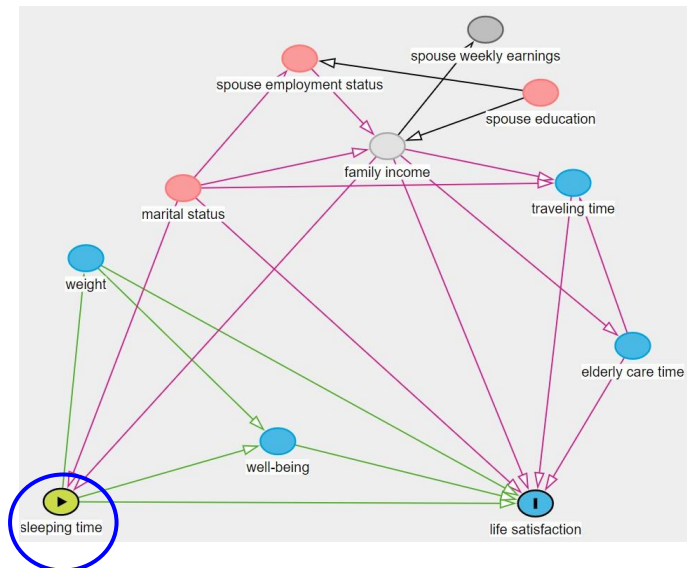 spouse weekly earnings
spouse employment status
spouse education
family income
traveling time
marital status
weight
elderly care time
well-being
sleeping time
life satisfaction